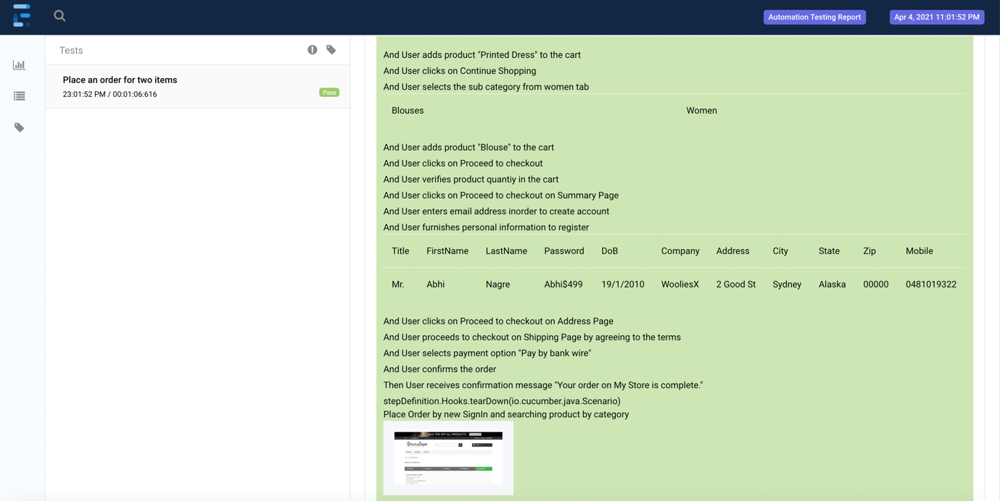 Automation Testing Report
Apr 4, 2021 11:01:52 PM
Tests
Place an order for two items
23:01:52 PM / 00:01:06:616
Pass
And User adds product "Printed Dress" to the cart
And User clicks on Continue Shopping
And User selects the sub category from women tab
Blouses Women
And User adds product "Blouse" to the cart
And User clicks on Proceed to checkout
And User verifies product quantiy in the cart
And User clicks on Proceed to checkout on Summary Page
And User enters email address inorder to create account
And User furnishes personal information to register
Title FirstName LastName Password DoB Company Address City State Zip Mobile
Mr. Abhi Nagre Abhi$499 19/1/2010 WooliesX 2 Good St Sydney Alaska 00000 0481019322
And User clicks on Proceed to checkout on Address Page
And User proceeds to checkout on Shipping Page by agreeing to the terms
And User selects payment option "Pay by bank wire"
And User confirms the order
Then User receives confirmation message "Your order on My Store is complete."
stepDefinition.Hooks.tearDown(io.cucumber.java.Scenario)
Place Order by new SignIn and searching product by category
SALE 70% OFF ALL PRODUCTS
Your Logo